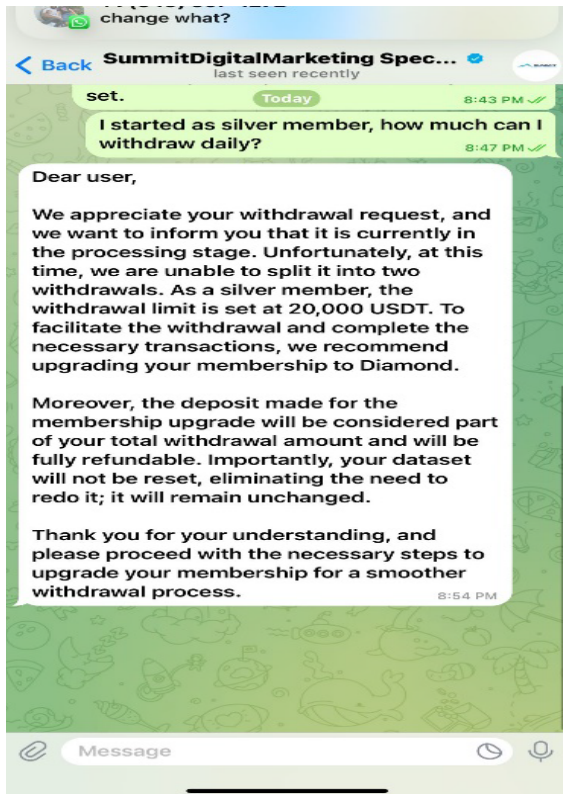 change what?
Back
SummitDigitalMarketing Spec...
last seen recently
set.
Today
8:43 PM
I started as silver member, how much can I
withdraw daily?
8:47 PM
Dear user,
We appreciate your withdrawal request, and
we want to inform you that it is currently in
the processing stage. Unfortunately, at this
time, we are unable to split it into two
withdrawals. As a silver member, the
withdrawal limit is set at 20,000 USDT. To
facilitate the withdrawal and complete the
necessary transactions, we recommend
upgrading your membership to Diamond.
Moreover, the deposit made for the
membership upgrade will be considered part
of your total withdrawal amount and will be
fully refundable. Importantly, your dataset
will not be reset, eliminating the need to
redo it; it will remain unchanged.
Thank you for your understanding, and
please proceed with the necessary steps to
upgrade your membership for a smoother
withdrawal process.
8:54 PM
Message